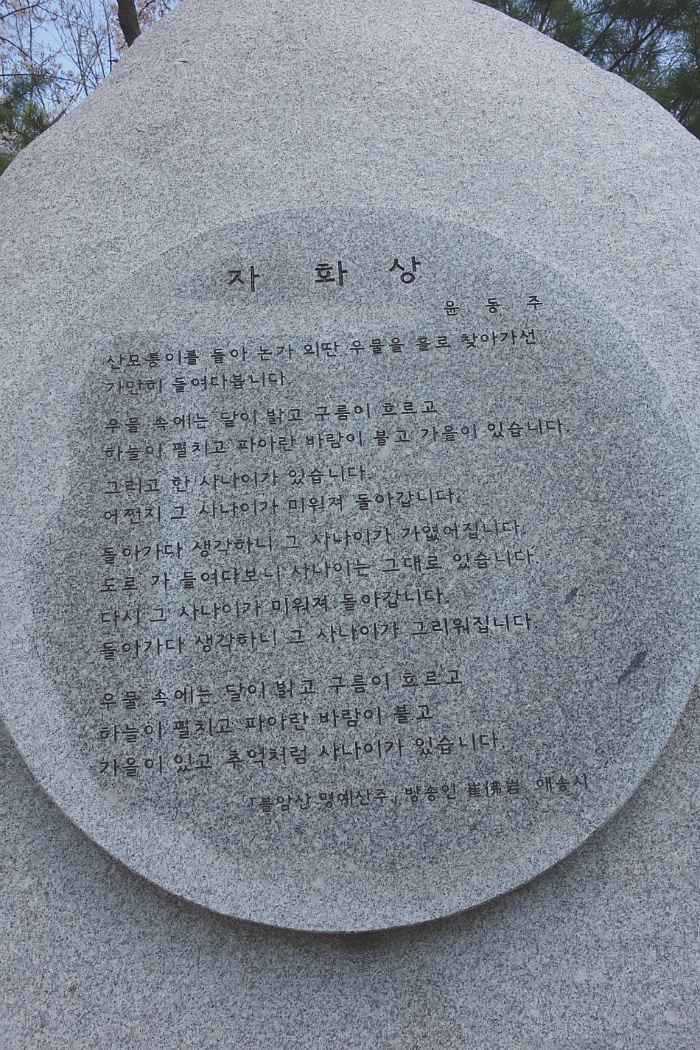 자 화 상
윤 동 주
산모퉁이를 돌아 논가 외딴 우물을 홀로 찾아가선
가만히 들여다봅니다
우물 속에는 달이 밝고 구름이 흐르고
하늘이 펼치고 파아란 바람이 불고 가을이 있습니다.
그리고 한 사나이가 있습니다.
어쩐지 그 사나이가 미워져 돌아갑니다.
돌아가다 생각하니 그 사나이가 가엾어집니다.
도로 가 들여다보니 사나이는 그대로 있습니다.
다시 그 사나이가 미워져 돌아갑니다.
돌아가다 생각하니 그 사나이가 그리워집니다.
우물 속에는 달이 밝고 구름이 흐르고
하늘이 펼치고 파아란 바람이 불고
가을이 있고 추억처럼 사나이가 있습니다.
「불암산 명예산주」 방송인 崔佛岩 애송시